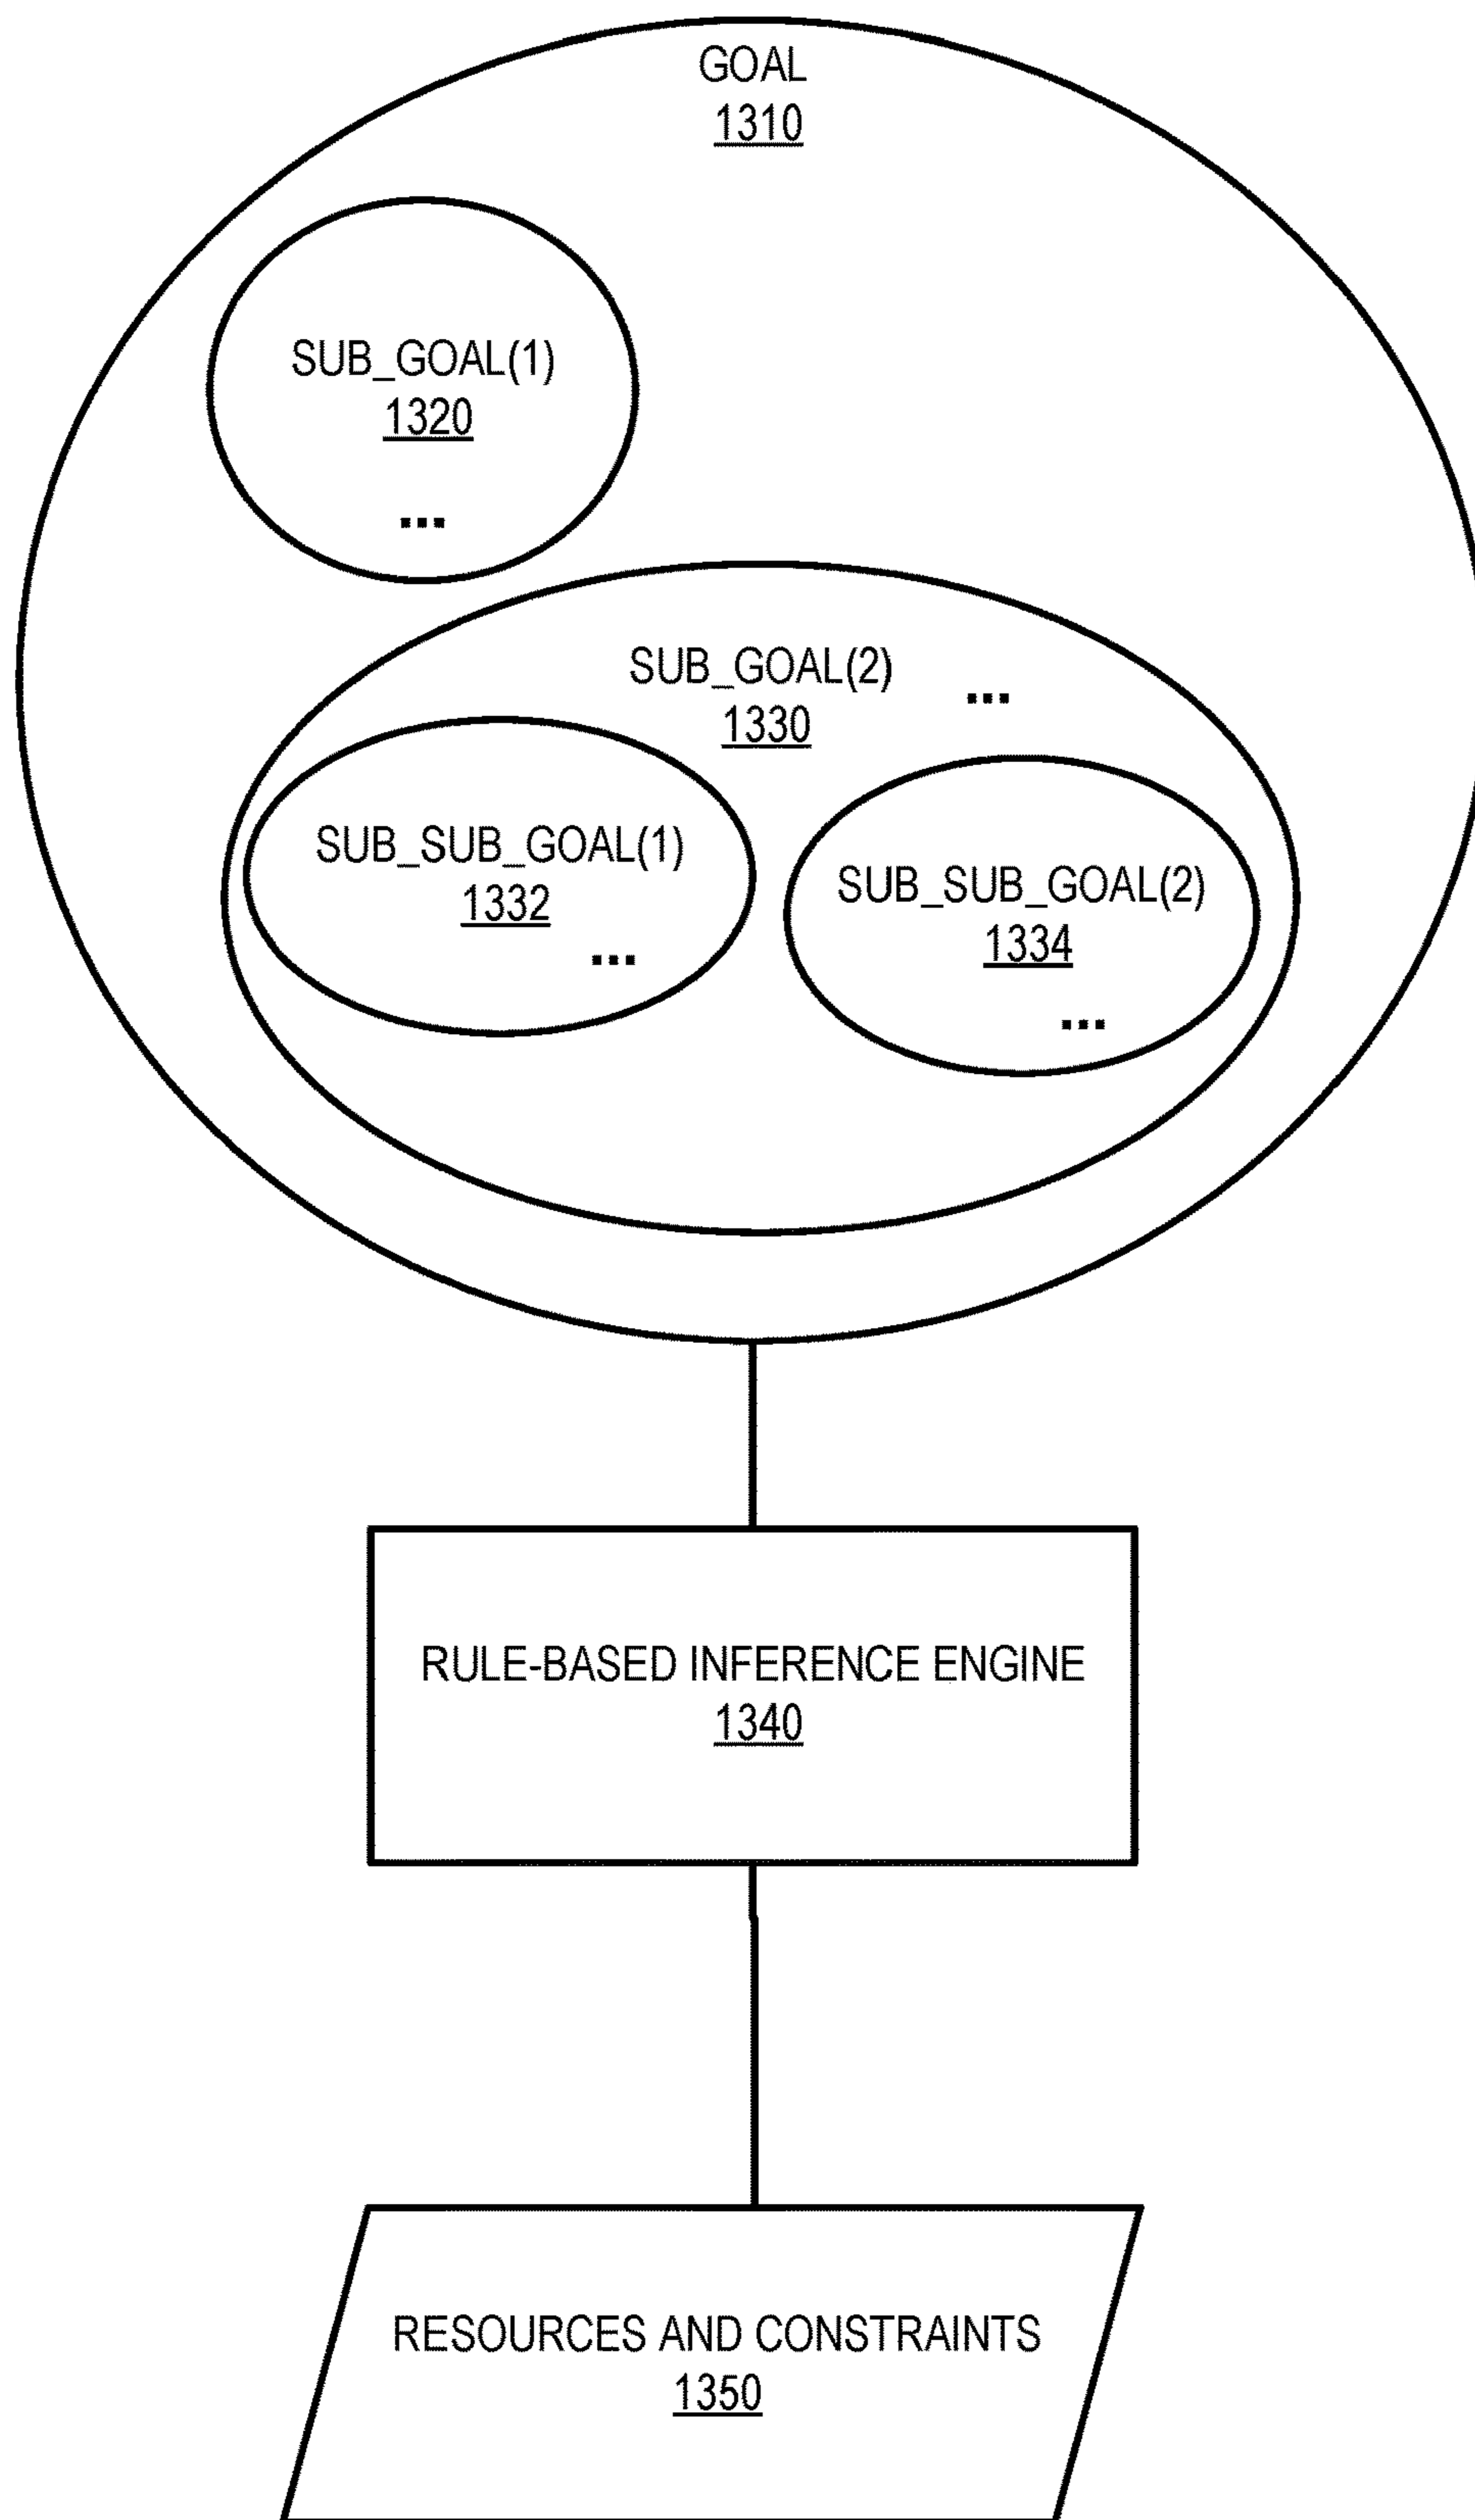 GOAL
1310
SUB_GOAL(1)
1320
...
SUB_GOAL(2)
...
1330
SUB_SUB_GOAL(1)
1332
...
SUB_SUB_GOAL(2)
1334
...
RULE-BASED INFERENCE ENGINE
1340
RESOURCES AND CONSTRAINTS
1350